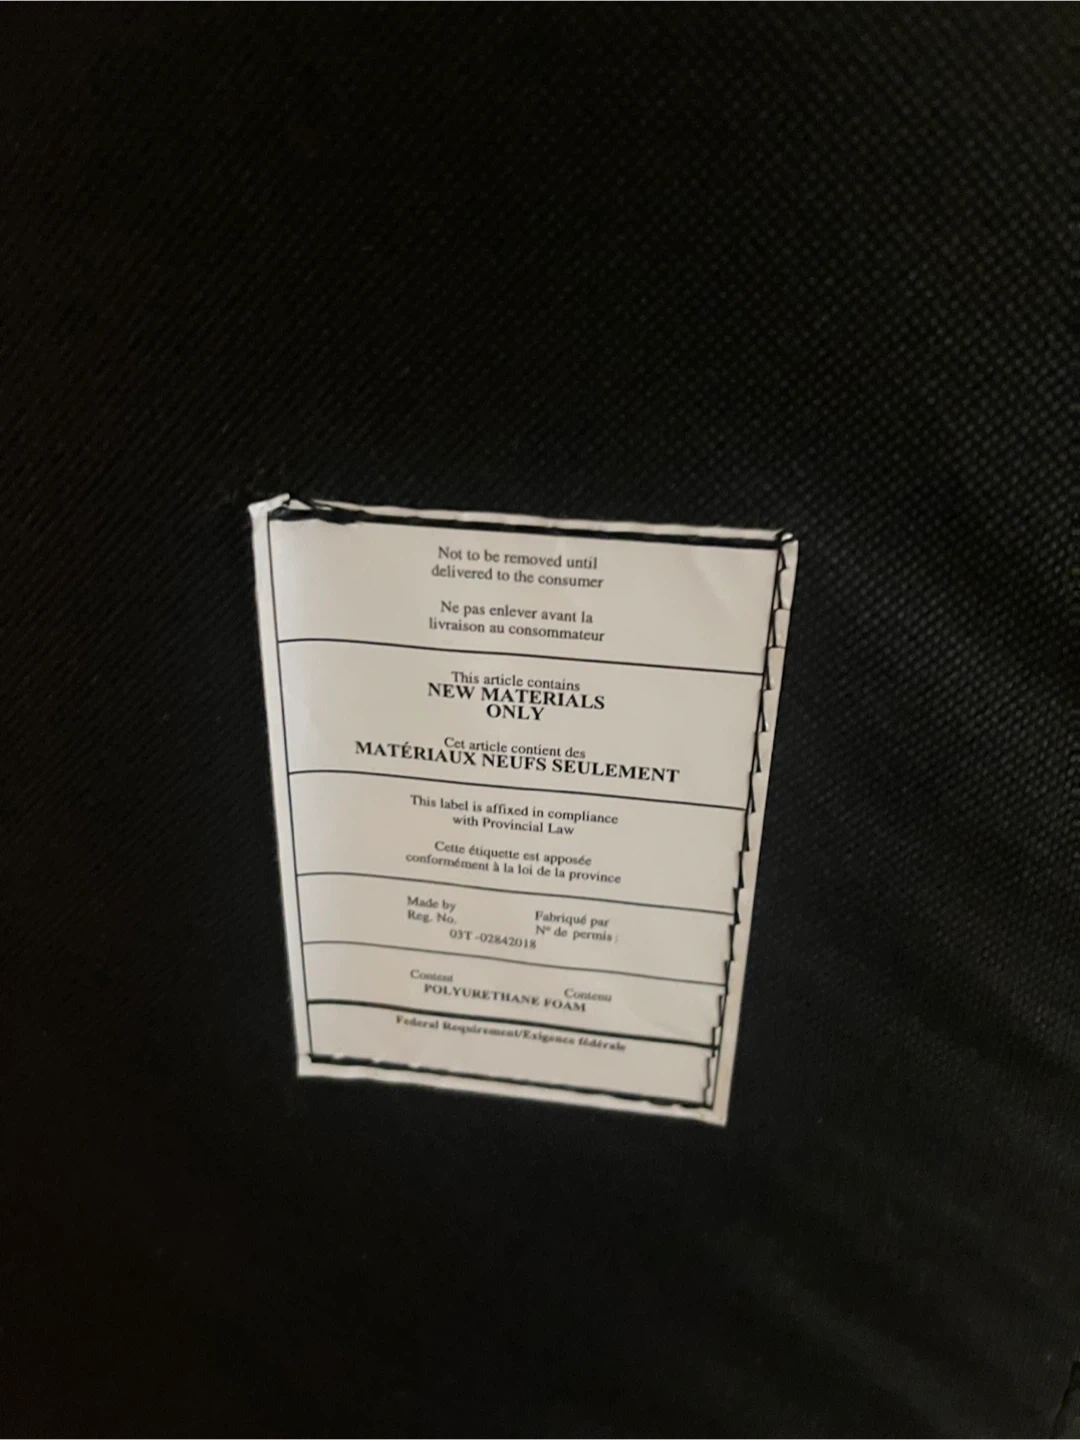 Not to be removed until
delivered to the consumer
Ne pas enlever avant la
livraison au consommateur
This article contains
NEW MATERIALS
ONLY
Cet article contient des
MATÉRIAUX NEUFS SEULEMENT
This label is affixed in compliance
with Provincial Law
Cette étiquette est apposée
conformément à la loi de la province
Made by Fabriqué par
Reg. No. Nº de permis :
03T -02842018
Content Contenu
POLYURETHANE FOAM
Federal Requirement/Exigence fédérale